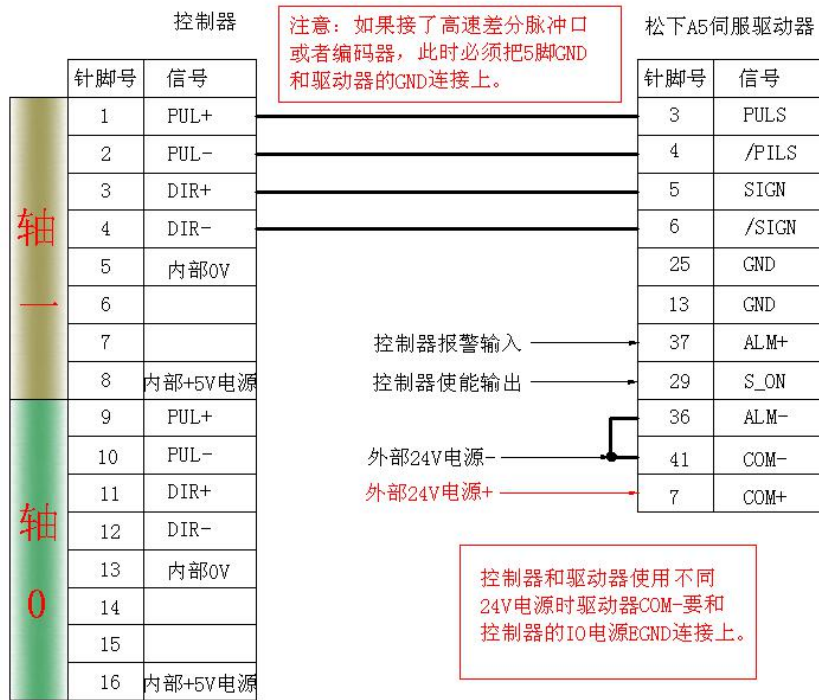 控制器
注意：如果接了高速差分脉冲口
或者编码器，此时必须把5脚GND
和驱动器的GND连接上。
松下A5伺服驱动器
针脚号 信号
针脚号 信号
轴一
1 PUL+
2 PUL-
3 DIR+
4 DIR-
5 内部0V
6
7
8 内部+5V电源
轴0
9 PUL+
10 PUL-
11 DIR+
12 DIR-
13 内部0V
14
15
16 内部+5V电源
3 PULS
4 /PILS
5 SIGN
6 /SIGN
25 GND
13 GND
控制器报警输入 37 ALM+
控制器使能输出 29 S_ON
36 ALM-
外部24V电源- 41 COM-
外部24V电源+ 7 COM+
控制器和驱动器使用不同
24V电源时驱动器COM-要和
控制器的IO电源EGND连接上。